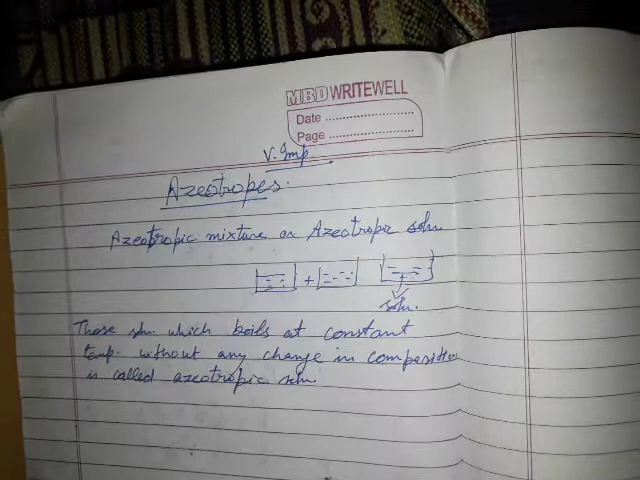 MBD WRITEWELL
Date ..............................
Page ..............................
V. Imp
Azeotropes.
Azeotropic mixture or Azeotropic soln
+
soln.
Those soln. which boils at constant
temp. without any change in composition
is called azeotropic soln.